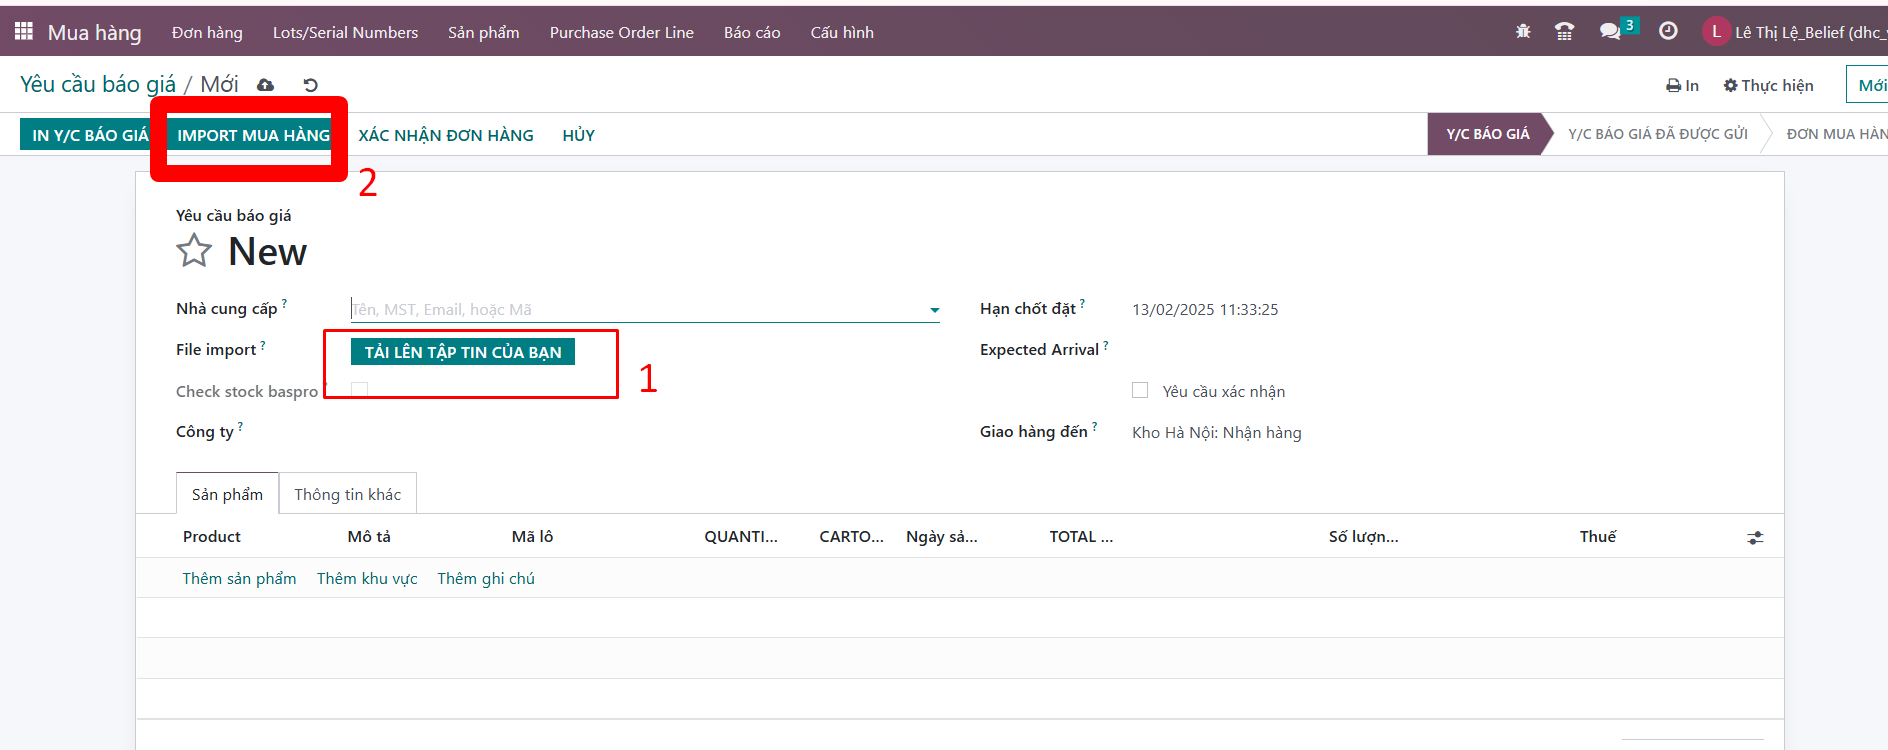 Mua hàng Đơn hàng Lots/Serial Numbers Sản phẩm Purchase Order Line Báo cáo Cấu hình 3 L Lê Thị Lệ_Belief (dhc_
Yêu cầu báo giá / Mới In Thực hiện Mới
IN Y/C BÁO GIÁ IMPORT MUA HÀNG XÁC NHẬN ĐƠN HÀNG HỦY Y/C BÁO GIÁ Y/C BÁO GIÁ ĐÃ ĐƯỢC GỬI ĐƠN MUA HÀN
2
Yêu cầu báo giá
New
Nhà cung cấp ? Tên, MST, Email, hoặc Mã Hạn chốt đặt ? 13/02/2025 11:33:25
File import ? TẢI LÊN TẬP TIN CỦA BẠN Expected Arrival ?
1
Check stock baspro Yêu cầu xác nhận
Công ty ? Giao hàng đến ? Kho Hà Nội: Nhận hàng
Sản phẩm Thông tin khác
Product Mô tả Mã lô QUANTI... CARTO... Ngày sả... TOTAL ... Số lượn... Thuế
Thêm sản phẩm Thêm khu vực Thêm ghi chú